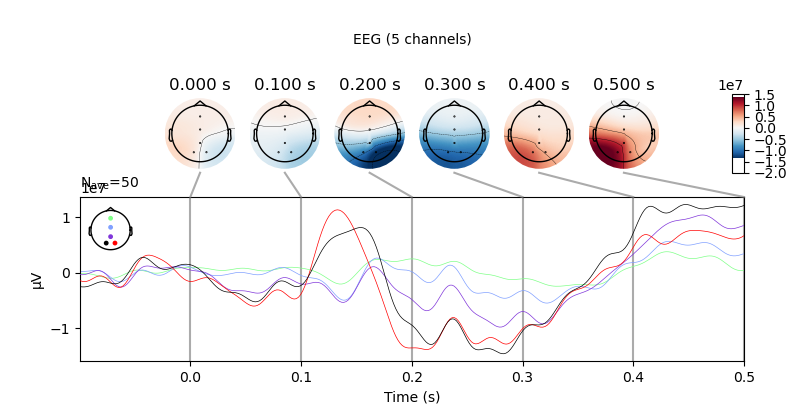 EEG (5 channels)
0.000 s 0.100 s 0.200 s 0.300 s 0.400 s 0.500 s
1e7
1.5
1.0
0.5
0.0
−0.5
−1.0
−1.5
−2.0
Nave=50
1e7
1
0
−1
µV
0.0 0.1 0.2 0.3 0.4 0.5
Time (s)